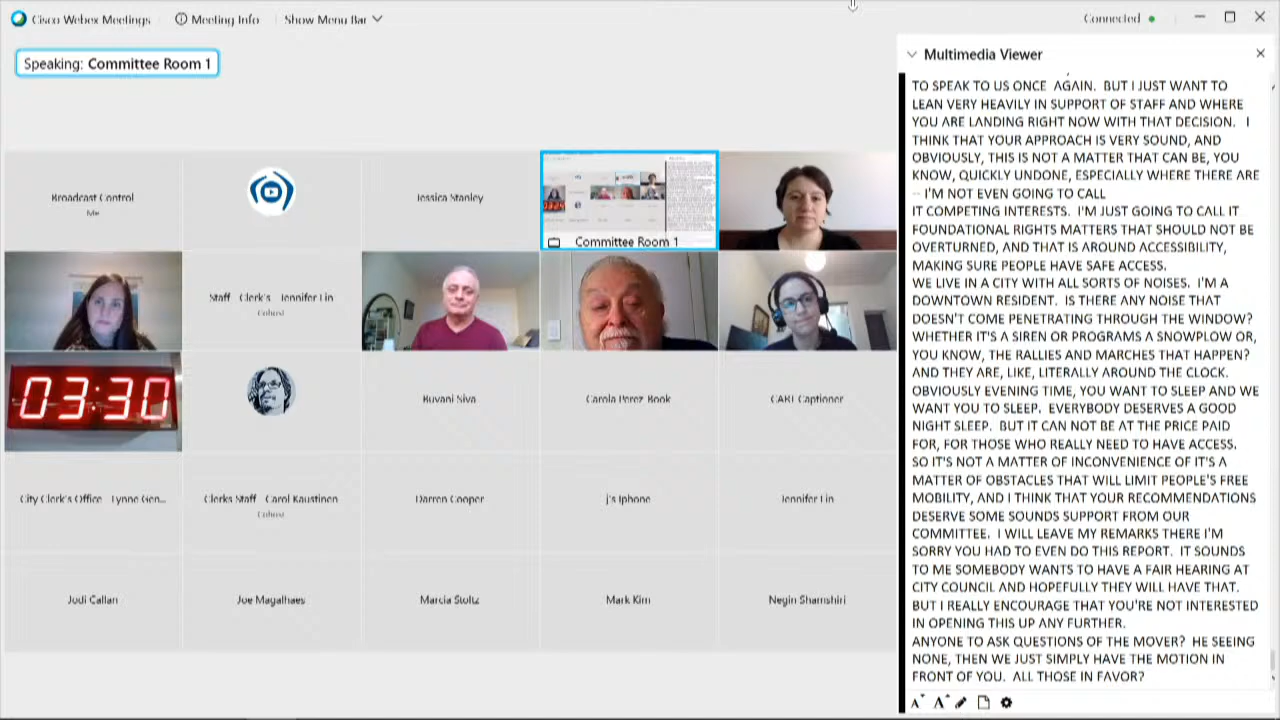 Cisco Webex Meetings
Meeting Info
Show Menu Bar
Connected
Speaking: Committee Room 1
Multimedia Viewer
Broadcast Control
Me
Jessica Stanley
Committee Room 1
Staff - Clerk's - Jennifer Lin
Cohost
03:30
Ruvani Siva
Carola Perez-Book
CART Captioner
City Clerk's Office - Lynne Gen...
Clerks Staff - Carol Kaustinen
Cohost
Darren Cooper
j's Iphone
Jennifer Lin
Jodi Callan
Joe Magalhaes
Marcia Stoltz
Mark Kim
Negin Shamshiri
TO SPEAK TO US ONCE AGAIN. BUT I JUST WANT TO
LEAN VERY HEAVILY IN SUPPORT OF STAFF AND WHERE
YOU ARE LANDING RIGHT NOW WITH THAT DECISION. I
THINK THAT YOUR APPROACH IS VERY SOUND, AND
OBVIOUSLY, THIS IS NOT A MATTER THAT CAN BE, YOU
KNOW, QUICKLY UNDONE, ESPECIALLY WHERE THERE ARE
-- I'M NOT EVEN GOING TO CALL
IT COMPETING INTERESTS. I'M JUST GOING TO CALL IT
FOUNDATIONAL RIGHTS MATTERS THAT SHOULD NOT BE
OVERTURNED, AND THAT IS AROUND ACCESSIBILITY,
MAKING SURE PEOPLE HAVE SAFE ACCESS.
WE LIVE IN A CITY WITH ALL SORTS OF NOISES. I'M A
DOWNTOWN RESIDENT. IS THERE ANY NOISE THAT
DOESN'T COME PENETRATING THROUGH THE WINDOW?
WHETHER IT'S A SIREN OR PROGRAMS A SNOWPLOW OR,
YOU KNOW, THE RALLIES AND MARCHES THAT HAPPEN?
AND THEY ARE, LIKE, LITERALLY AROUND THE CLOCK.
OBVIOUSLY EVENING TIME, YOU WANT TO SLEEP AND WE
WANT YOU TO SLEEP. EVERYBODY DESERVES A GOOD
NIGHT SLEEP. BUT IT CAN NOT BE AT THE PRICE PAID
FOR, FOR THOSE WHO REALLY NEED TO HAVE ACCESS.
SO IT'S NOT A MATTER OF INCONVENIENCE OF IT'S A
MATTER OF OBSTACLES THAT WILL LIMIT PEOPLE'S FREE
MOBILITY, AND I THINK THAT YOUR RECOMMENDATIONS
DESERVE SOME SOUNDS SUPPORT FROM OUR
COMMITTEE. I WILL LEAVE MY REMARKS THERE I'M
SORRY YOU HAD TO EVEN DO THIS REPORT. IT SOUNDS
TO ME SOMEBODY WANTS TO HAVE A FAIR HEARING AT
CITY COUNCIL AND HOPEFULLY THEY WILL HAVE THAT.
BUT I REALLY ENCOURAGE THAT YOU'RE NOT INTERESTED
IN OPENING THIS UP ANY FURTHER.
ANYONE TO ASK QUESTIONS OF THE MOVER? HE SEEING
NONE, THEN WE JUST SIMPLY HAVE THE MOTION IN
FRONT OF YOU. ALL THOSE IN FAVOR?